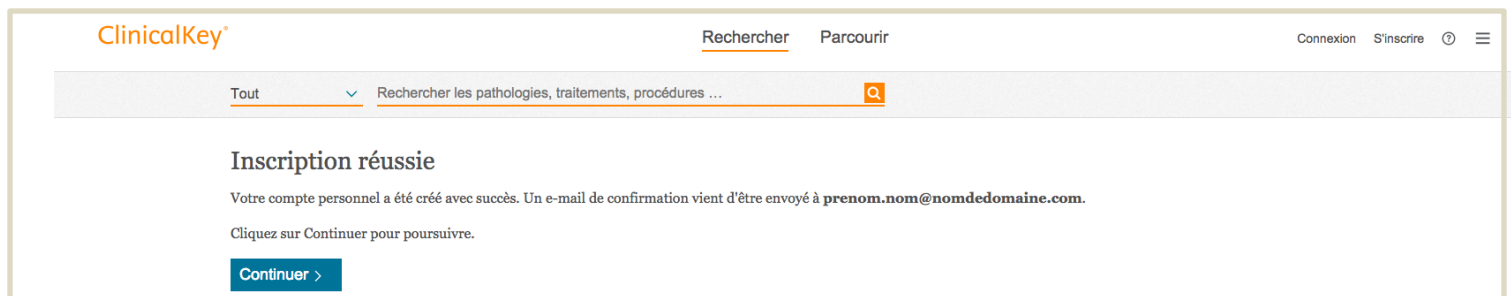 ClinicalKey®
Rechercher Parcourir
Connexion S'inscrire ?
Tout Rechercher les pathologies, traitements, procédures …
Inscription réussie
Votre compte personnel a été créé avec succès. Un e-mail de confirmation vient d'être envoyé à prenom.nom@nomdedomaine.com.
Cliquez sur Continuer pour poursuivre.
Continuer >